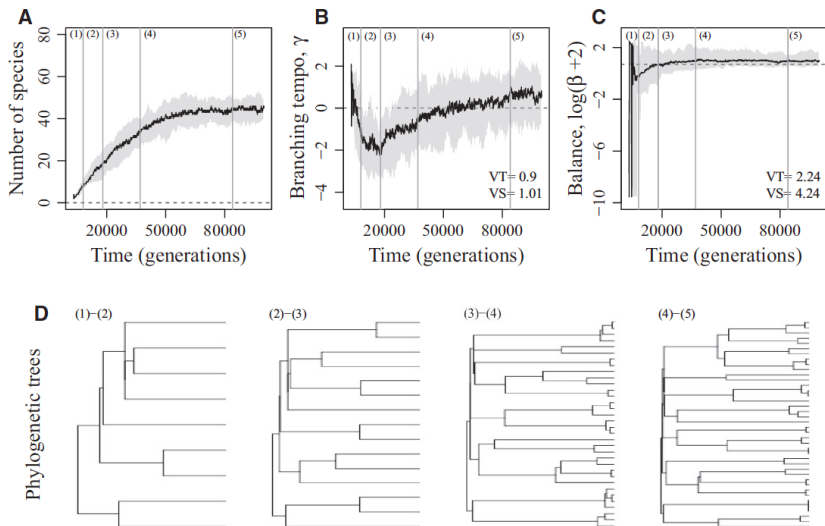 A
(1) (2) (3) (4) (5)
Number of species
80
60
40
20
0
20000 50000 80000
Time (generations)
B
(1) (2) (3) (4) (5)
Branching tempo, γ
2
0
−2
−4
VT= 0.9
VS= 1.01
20000 50000 80000
Time (generations)
C
(1) (2) (3) (4) (5)
Balance, log(β +2)
2
−2
−6
−10
VT= 2.24
VS= 4.24
20000 50000 80000
Time (generations)
D
Phylogenetic trees
(1)−(2)
(2)−(3)
(3)−(4)
(4)−(5)